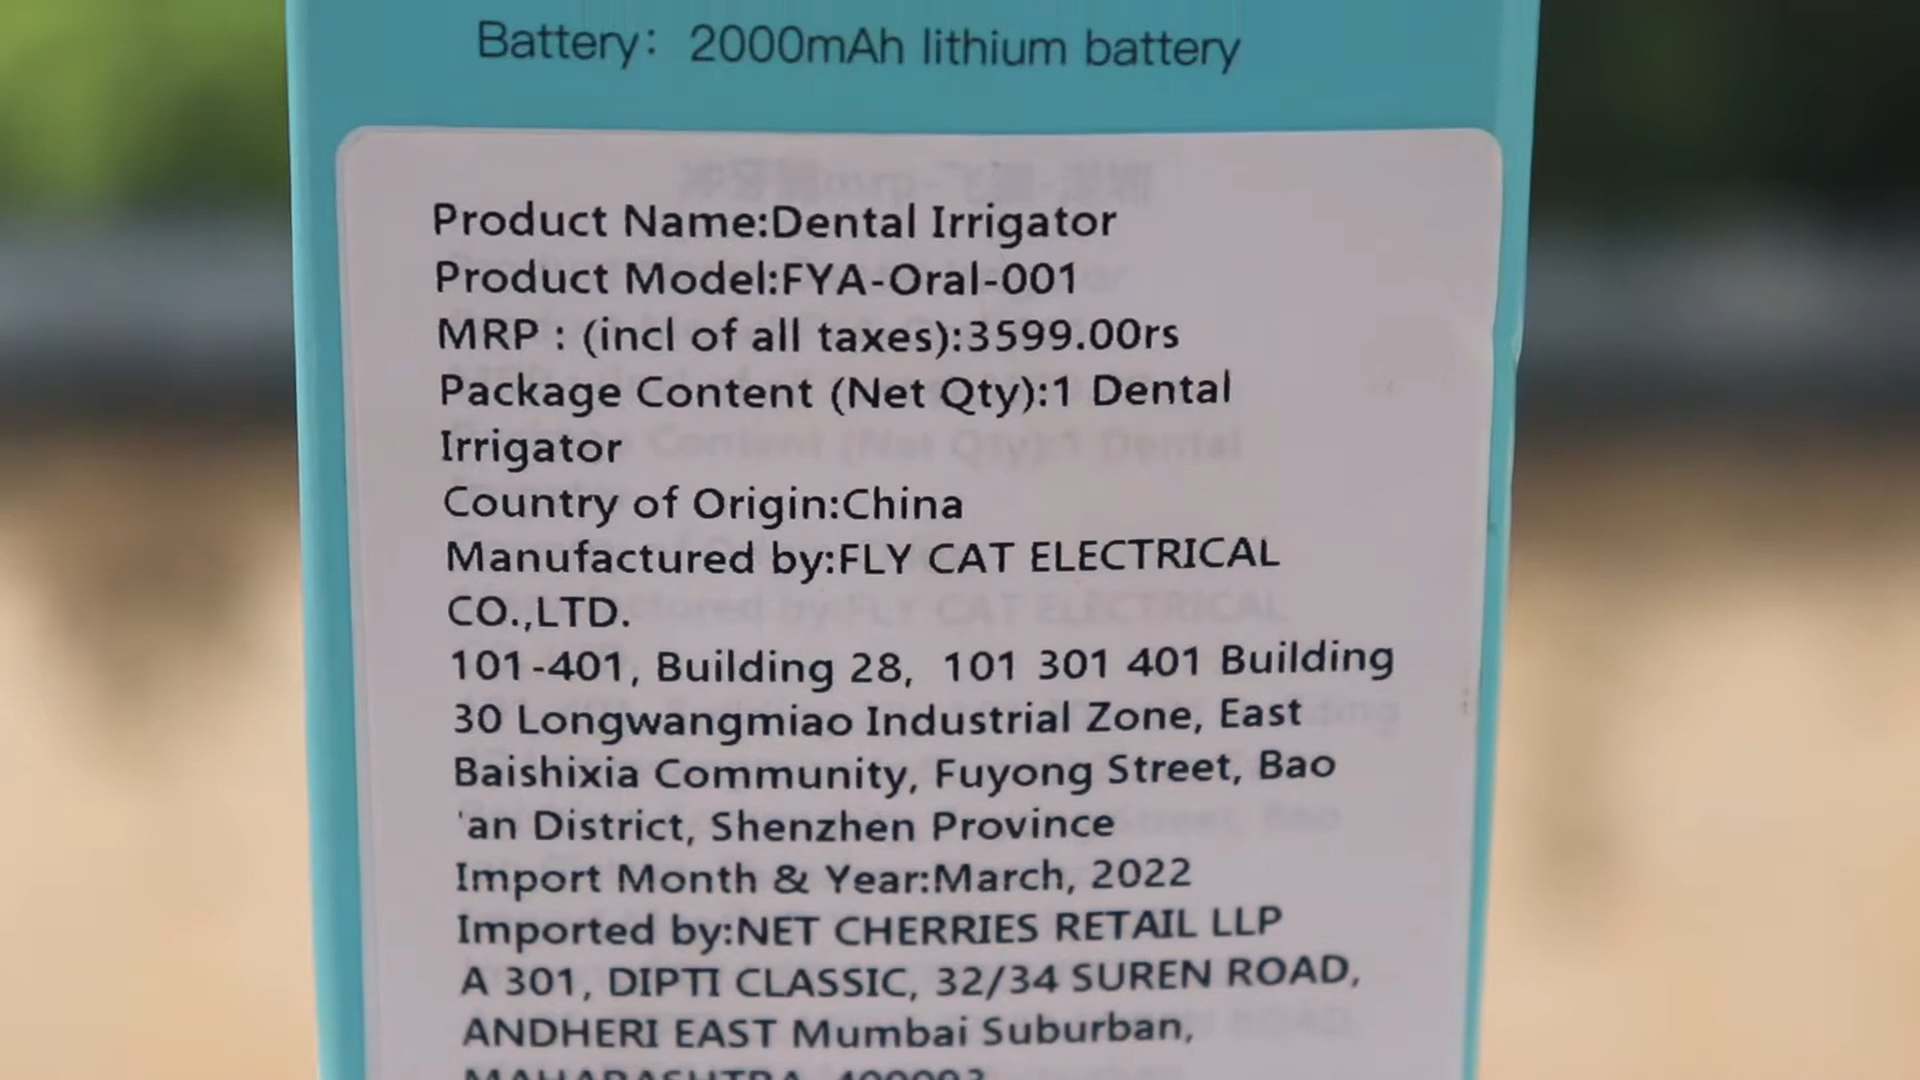 Battery: 2000mAh lithium battery
Product Name:Dental Irrigator
Product Model:FYA-Oral-001
MRP : (incl of all taxes):3599.00rs
Package Content (Net Qty):1 Dental
Irrigator
Country of Origin:China
Manufactured by:FLY CAT ELECTRICAL
CO.,LTD.
101-401, Building 28, 101 301 401 Building
30 Longwangmiao Industrial Zone, East
Baishixia Community, Fuyong Street, Bao
'an District, Shenzhen Province
Import Month & Year:March, 2022
Imported by:NET CHERRIES RETAIL LLP
A 301, DIPTI CLASSIC, 32/34 SUREN ROAD,
ANDHERI EAST Mumbai Suburban,
MAHARASHTRA